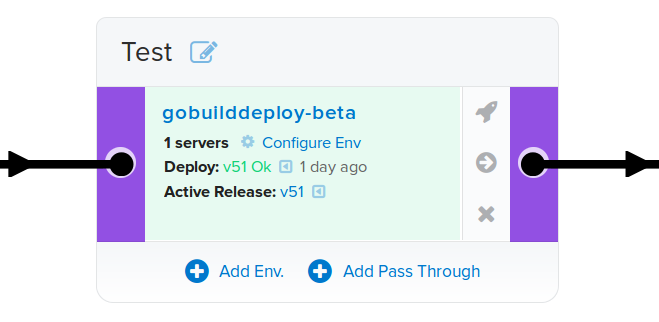 Test
gobuilddeploy-beta
1 servers Configure Env
Deploy: v51 Ok 1 day ago
Active Release: v51
Add Env. Add Pass Through